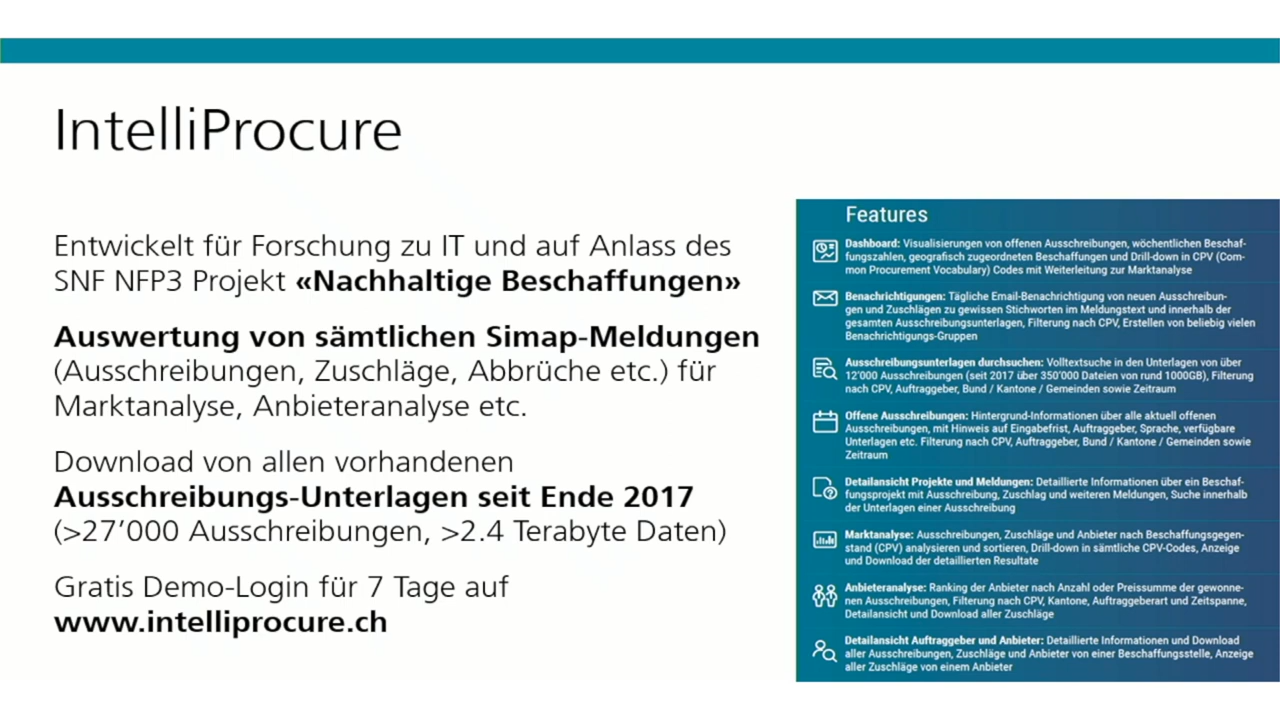 IntelliProcure
Entwickelt für Forschung zu IT und auf Anlass des
SNF NFP3 Projekt «Nachhaltige Beschaffungen»
Auswertung von sämtlichen Simap-Meldungen
(Ausschreibungen, Zuschläge, Abbrüche etc.) für
Marktanalyse, Anbieteranalyse etc.
Download von allen vorhandenen
Ausschreibungs-Unterlagen seit Ende 2017
(>27’000 Ausschreibungen, >2.4 Terabyte Daten)
Gratis Demo-Login für 7 Tage auf
www.intelliprocure.ch
Features
Dashboard: Visualisierungen von offenen Ausschreibungen, wöchentlichen Beschaf-
fungszahlen, geografisch zugeordneten Beschaffungen und Drill-down in CPV (Com-
mon Procurement Vocabulary) Codes mit Weiterleitung zur Marktanalyse
Benachrichtigungen: Tägliche Email-Benachrichtigung von neuen Ausschreibun-
gen und Zuschlägen zu gewissen Stichworten im Meldungstext und innerhalb der
gesamten Ausschreibungsunterlagen, Filterung nach CPV, Erstellen von beliebig vielen
Benachrichtigungs-Gruppen
Ausschreibungsunterlagen durchsuchen: Volltextsuche in den Unterlagen von über
12'000 Ausschreibungen (seit 2017 über 350'000 Dateien von rund 1000GB), Filterung
nach CPV, Auftraggeber, Bund / Kantone / Gemeinden sowie Zeitraum
Offene Ausschreibungen: Hintergrund-Informationen über alle aktuell offenen
Ausschreibungen, mit Hinweis auf Eingabefrist, Auftraggeber, Sprache, verfügbare
Unterlagen etc. Filterung nach CPV, Auftraggeber, Bund / Kantone / Gemeinden sowie
Zeitraum
Detailansicht Projekte und Meldungen: Detaillierte Informationen über ein Beschaf-
fungsprojekt mit Ausschreibung, Zuschlag und weiteren Meldungen, Suche innerhalb
der Unterlagen einer Ausschreibung
Marktanalyse: Ausschreibungen, Zuschläge und Anbieter nach Beschaffungsgegen-
stand (CPV) analysieren und sortieren, Drill-down in sämtliche CPV-Codes, Anzeige
und Download der detaillierten Resultate
Anbieteranalyse: Ranking der Anbieter nach Anzahl oder Preissumme der gewonne-
nen Ausschreibungen, Filterung nach CPV, Kantone, Auftraggeberart und Zeitspanne,
Detailansicht und Download aller Zuschläge
Detailansicht Auftraggeber und Anbieter: Detaillierte Informationen und Download
aller Ausschreibungen, Zuschläge und Anbieter von einer Beschaffungsstelle, Anzeige
aller Zuschläge von einem Anbieter